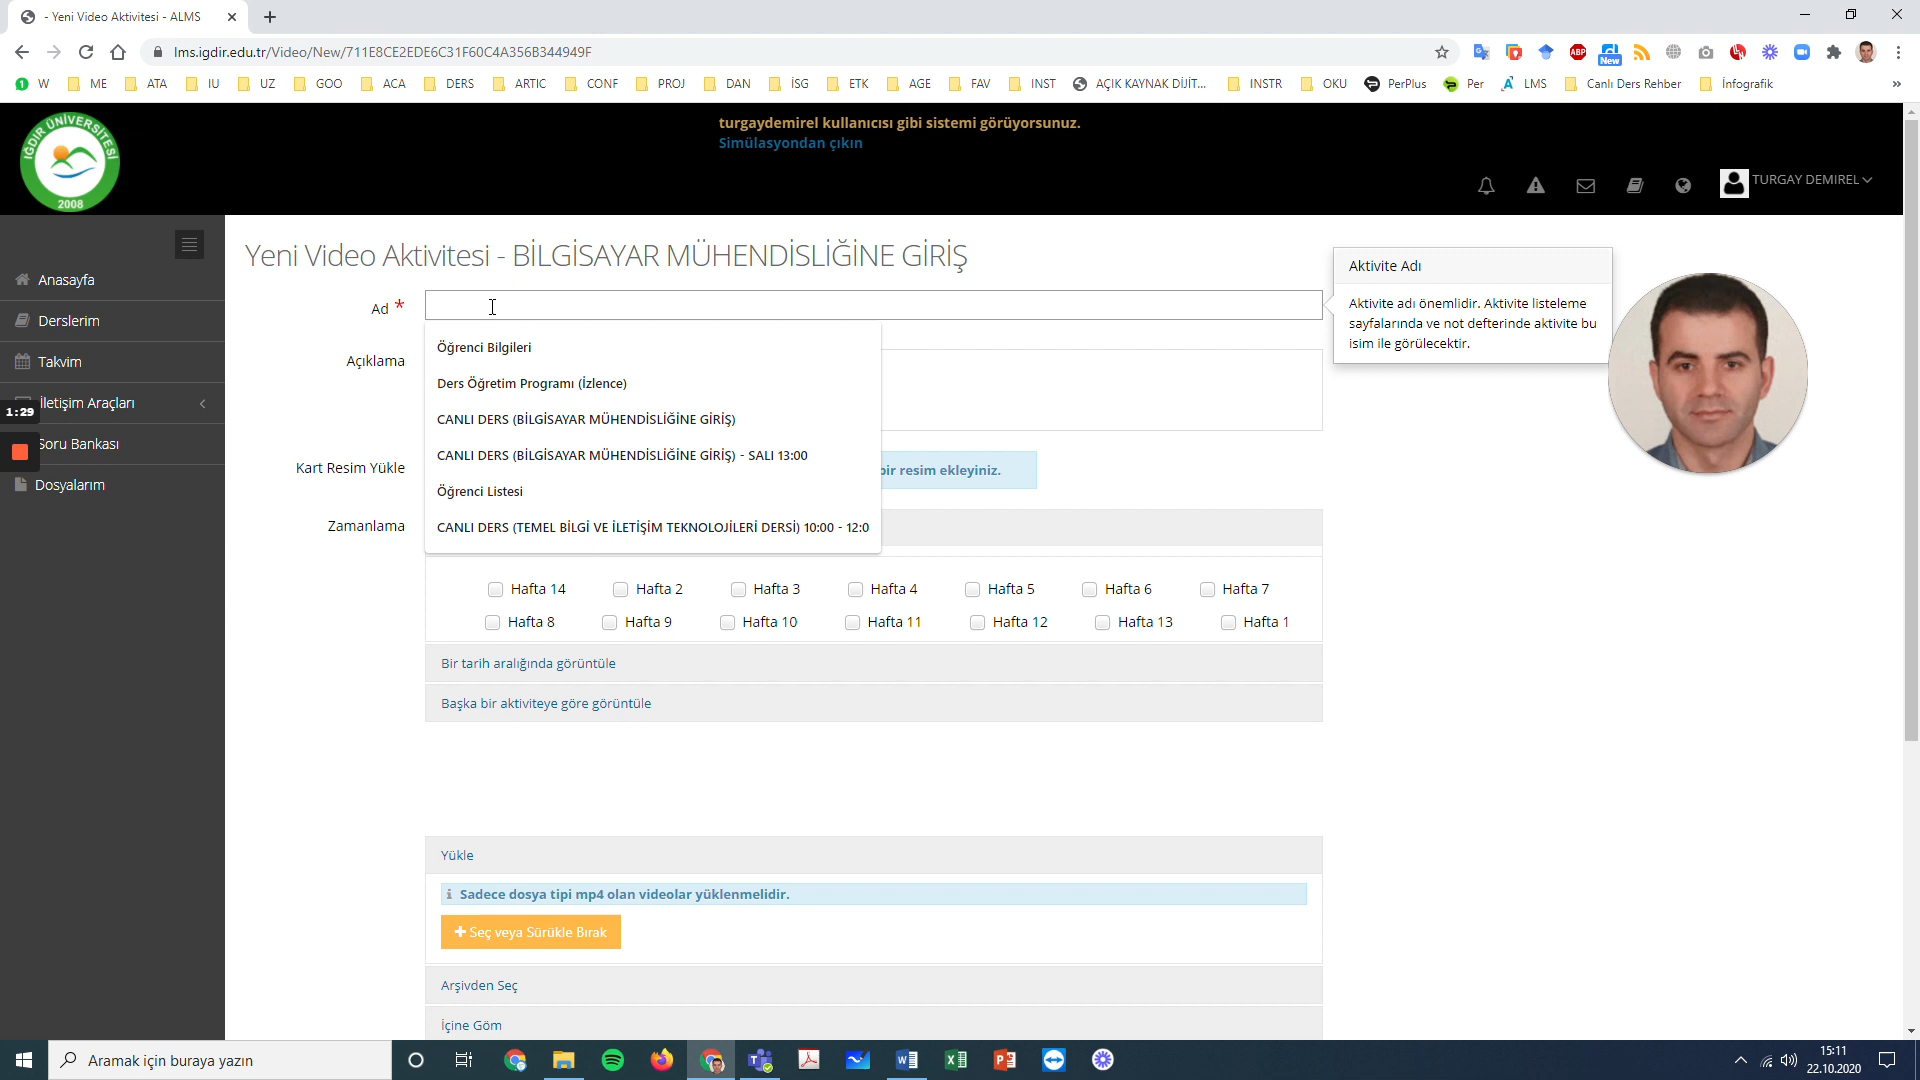 - Yeni Video Aktivitesi - ALMS
lms.igdir.edu.tr/Video/New/711E8CE2EDE6C31F60C4A356B344949F
ABP
New
W ME ATA IU UZ GOO ACA DERS ARTIC CONF PROJ DAN İSG ETK AGE FAV INST AÇIK KAYNAK DİJİT... INSTR OKU PerPlus Per LMS Canlı Ders Rehber İnfografik
IĞDIR ÜNİVERSİTESİ
2008
turgaydemirel kullanıcısı gibi sistemi görüyorsunuz.
Simülasyondan çıkın
TURGAY DEMIREL
Anasayfa
Derslerim
Takvim
İletişim Araçları
1:29
Soru Bankası
Dosyalarım
Yeni Video Aktivitesi - BİLGİSAYAR MÜHENDİSLİĞİNE GİRİŞ
Ad *
Aktivite Adı
Aktivite adı önemlidir. Aktivite listeleme
sayfalarında ve not defterinde aktivite bu
isim ile görülecektir.
Öğrenci Bilgileri
Ders Öğretim Programı (İzlence)
CANLI DERS (BİLGİSAYAR MÜHENDİSLİĞİNE GİRİŞ)
CANLI DERS (BİLGİSAYAR MÜHENDİSLİĞİNE GİRİŞ) - SALI 13:00
Öğrenci Listesi
CANLI DERS (TEMEL BİLGİ VE İLETİŞİM TEKNOLOJİLERİ DERSİ) 10:00 - 12:0
Açıklama
Kart Resim Yükle
bir resim ekleyiniz.
Zamanlama
Hafta 14 Hafta 2 Hafta 3 Hafta 4 Hafta 5 Hafta 6 Hafta 7
Hafta 8 Hafta 9 Hafta 10 Hafta 11 Hafta 12 Hafta 13 Hafta 1
Bir tarih aralığında görüntüle
Başka bir aktiviteye göre görüntüle
Yükle
Sadece dosya tipi mp4 olan videolar yüklenmelidir.
Seç veya Sürükle Bırak
Arşivden Seç
İçine Göm
Aramak için buraya yazın
15:11
22.10.2020